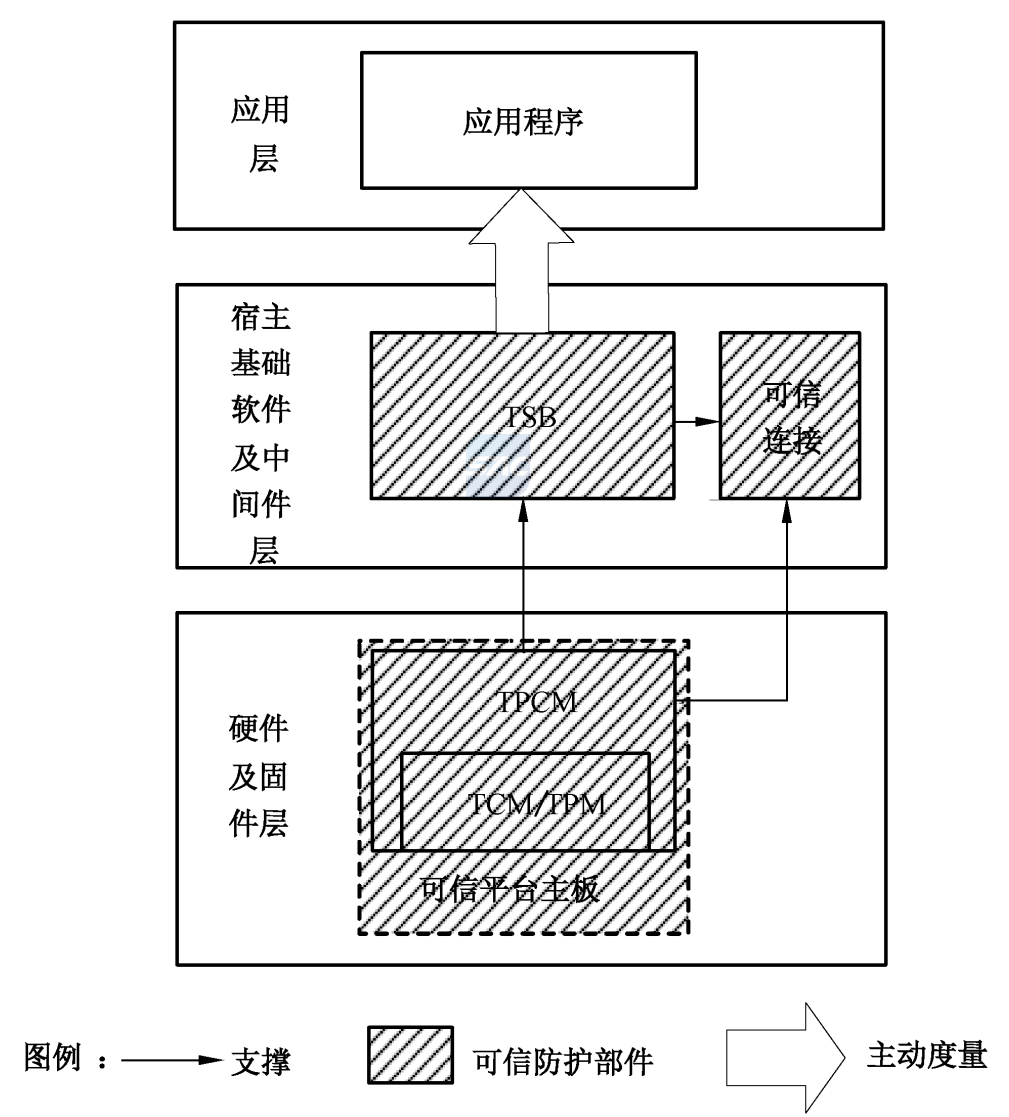 应用
层
应用程序
宿主
基础
软件
及中
间件
层
TSB
可信
连接
硬件
及固
件层
TPCM
TCM/TPM
可信平台主板
图例：
支撑
可信防护部件
主动度量